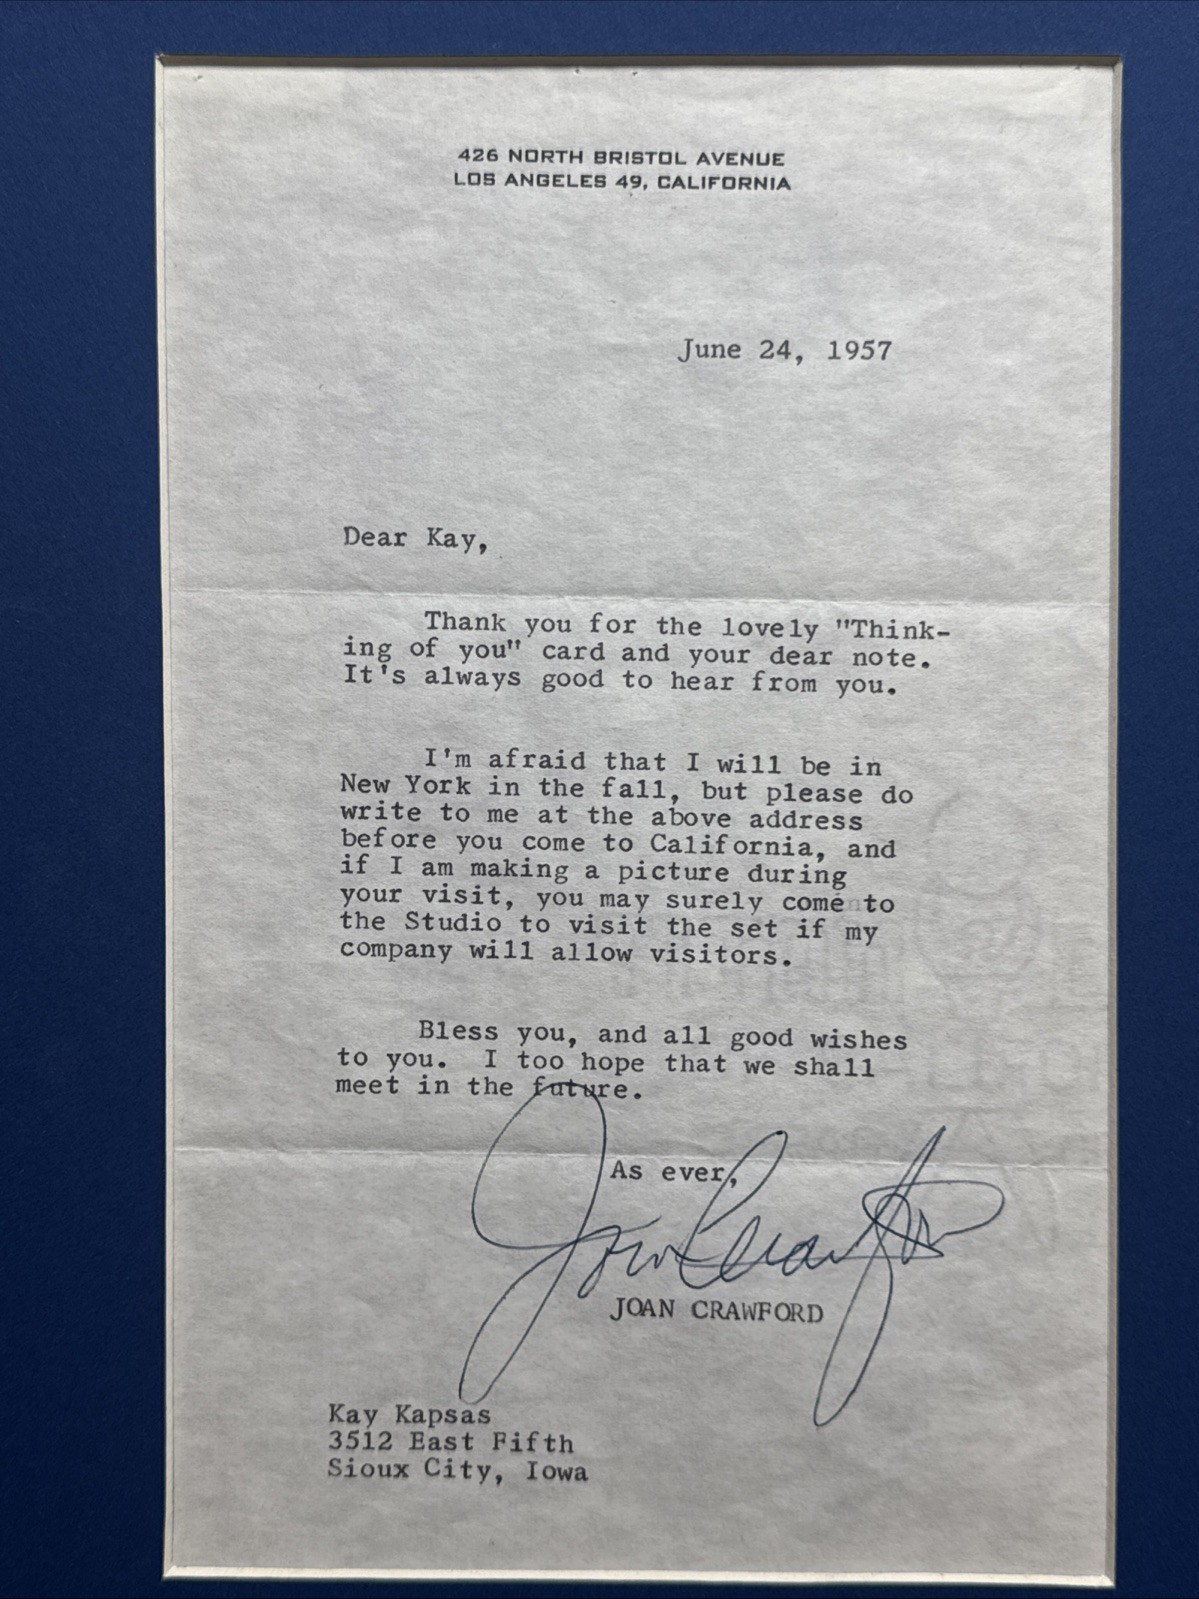 426 NORTH BRISTOL AVENUE
LOS ANGELES 49, CALIFORNIA
June 24, 1957
Dear Kay,
Thank you for the lovely "Think-
ing of you" card and your dear note.
It's always good to hear from you.
I'm afraid that I will be in
New York in the fall, but please do
write to me at the above address
before you come to California, and
if I am making a picture during
your visit, you may surely come to
the Studio to visit the set if my
company will allow visitors.
Bless you, and all good wishes
to you. I too hope that we shall
meet in the future.
As ever,
Joan Crawford
JOAN CRAWFORD
Kay Kapsas
3512 East Fifth
Sioux City, Iowa